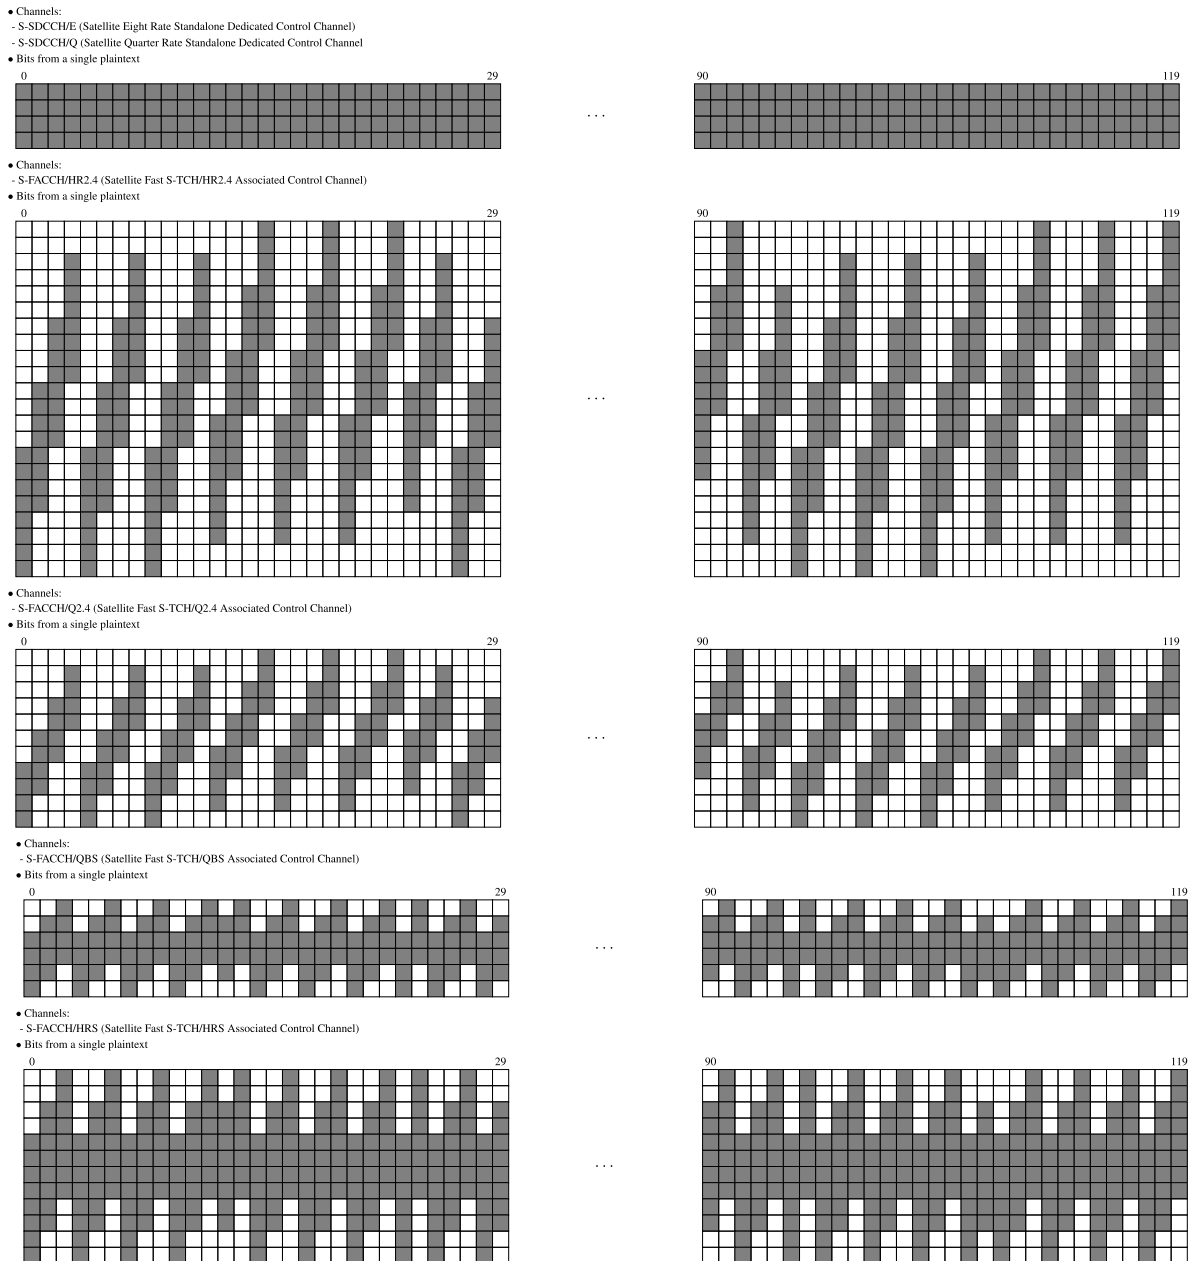 • Channels:
- S-SDCCH/E (Satellite Eight Rate Standalone Dedicated Control Channel)
- S-SDCCH/Q (Satellite Quarter Rate Standalone Dedicated Control Channel
• Bits from a single plaintext
0 29 90 119
. . .
• Channels:
- S-FACCH/HR2.4 (Satellite Fast S-TCH/HR2.4 Associated Control Channel)
• Bits from a single plaintext
0 29 90 119
. . .
• Channels:
- S-FACCH/Q2.4 (Satellite Fast S-TCH/Q2.4 Associated Control Channel)
• Bits from a single plaintext
0 29 90 119
. . .
• Channels:
- S-FACCH/QBS (Satellite Fast S-TCH/QBS Associated Control Channel)
• Bits from a single plaintext
0 29 90 119
. . .
• Channels:
- S-FACCH/HRS (Satellite Fast S-TCH/HRS Associated Control Channel)
• Bits from a single plaintext
0 29 90 119
. . .